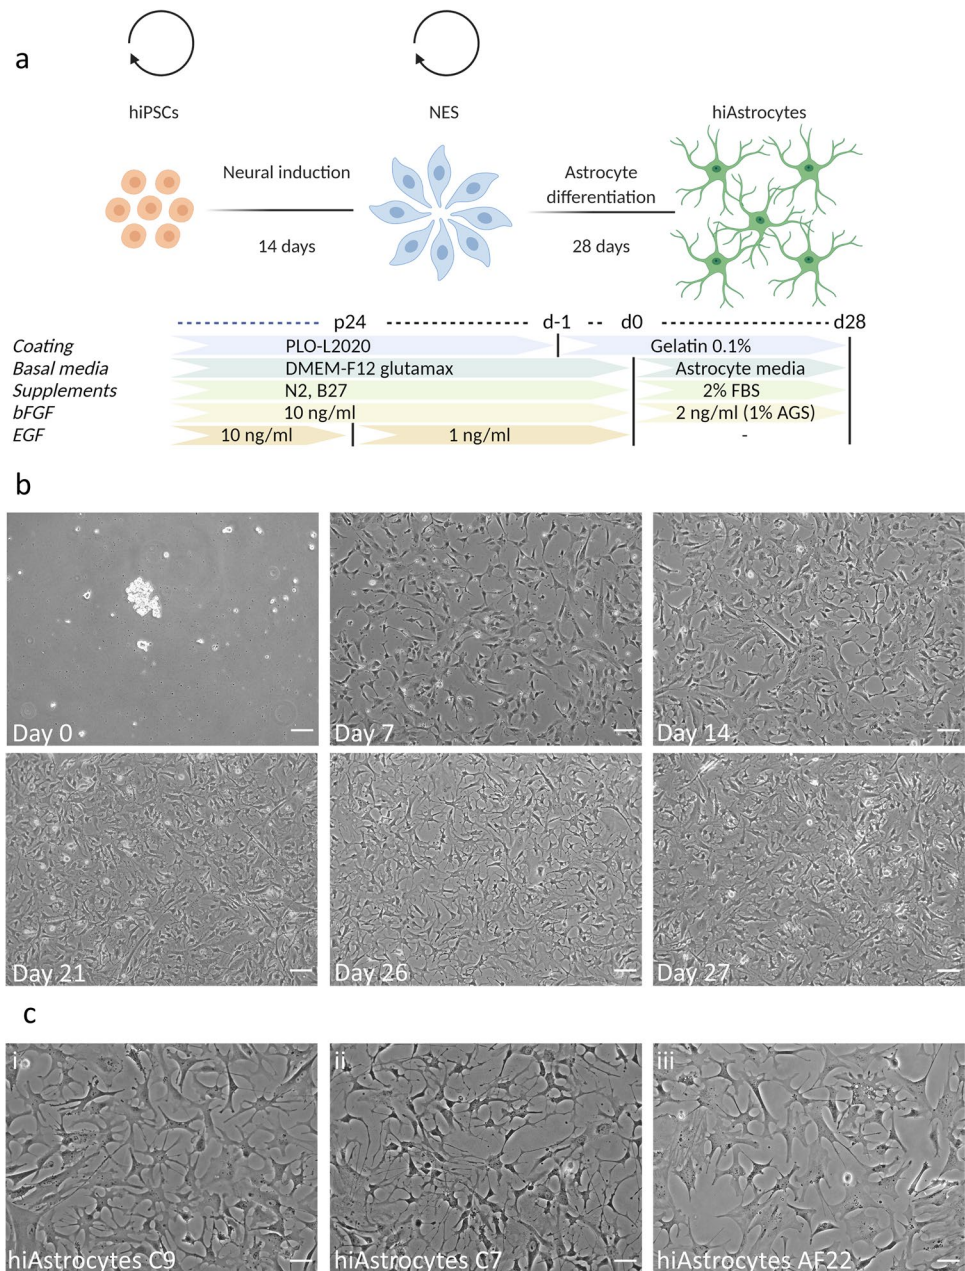 a
hiPSCs NES hiAstrocytes
Neural induction
Astrocyte
differentiation
14 days
28 days
p24 d-1 d0 d28
Coating PLO-L2020 Gelatin 0.1%
Basal media DMEM-F12 glutamax Astrocyte media
Supplements N2, B27 2% FBS
bFGF 10 ng/ml 2 ng/ml (1% AGS)
EGF 10 ng/ml 1 ng/ml -
b
Day 0 Day 7 Day 14
Day 21 Day 26 Day 27
c
i ii iii
hiAstrocytes C9 hiAstrocytes C7 hiAstrocytes AF22